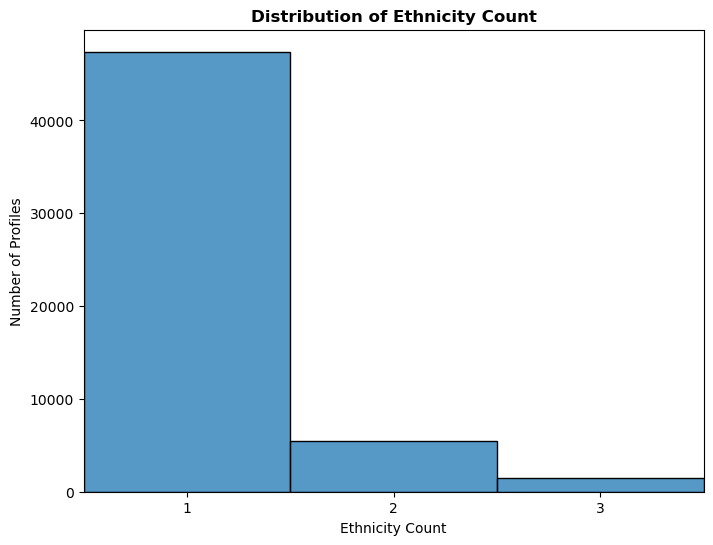 Distribution of Ethnicity Count
Number of Profiles
40000
30000
20000
10000
0
1 2 3
Ethnicity Count